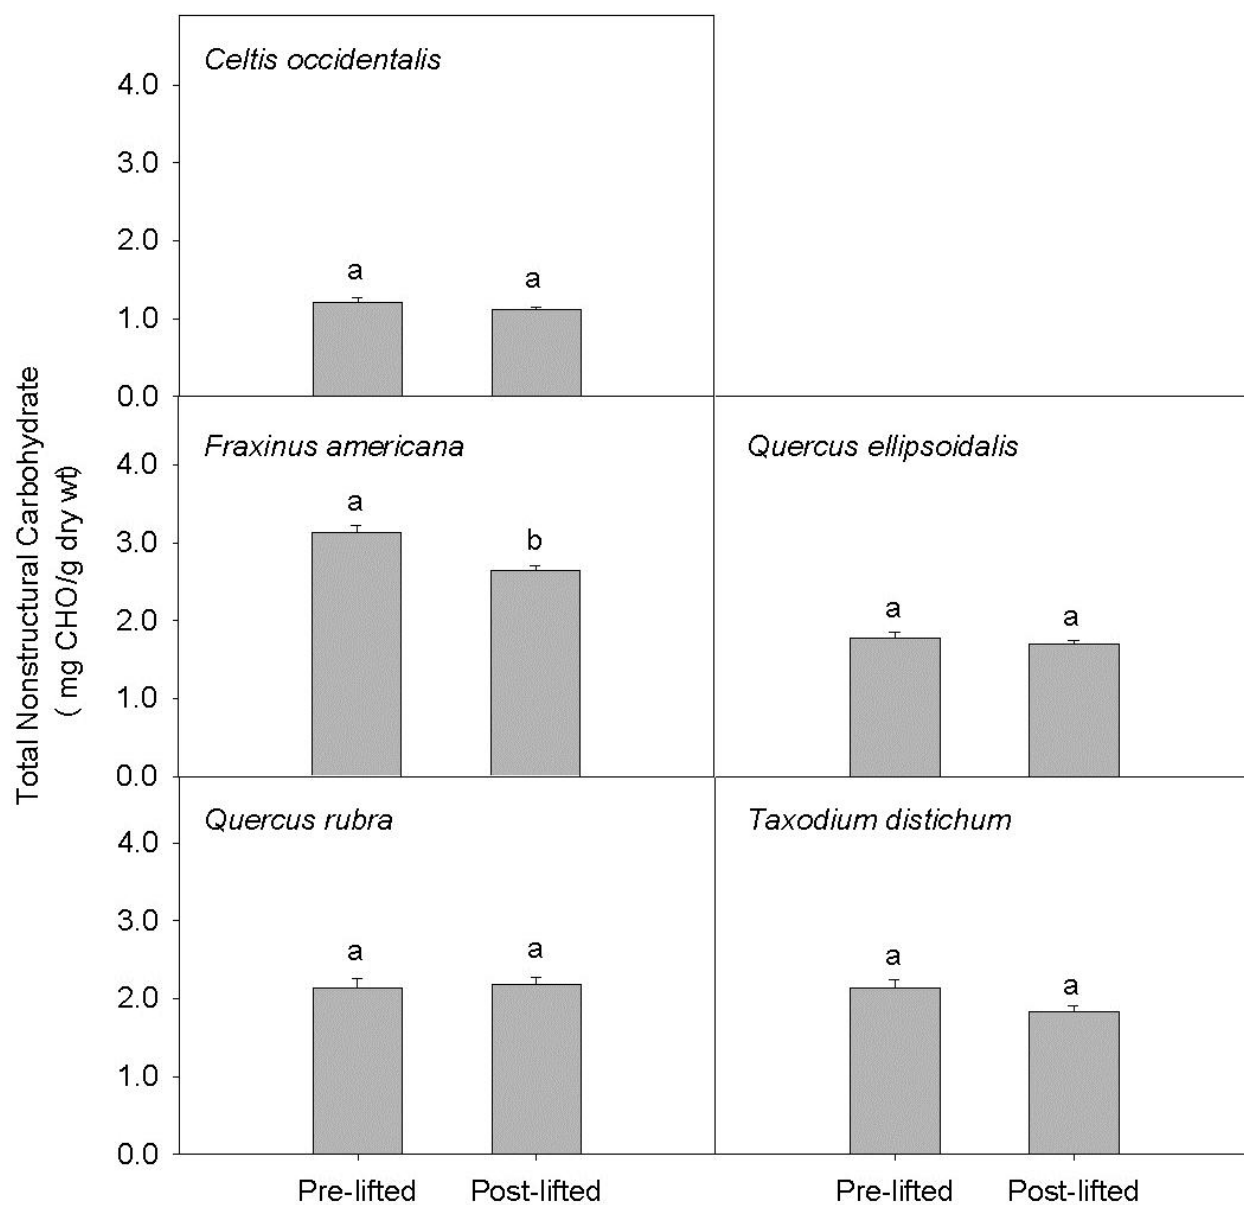 Total Nonstructural Carbohydrate
( mg CHO/g dry wt)
Celtis occidentalis
4.0
3.0
2.0
1.0
0.0
a
a
Fraxinus americana
4.0
3.0
2.0
1.0
0.0
a
b
Quercus ellipsoidalis
a
a
Quercus rubra
4.0
3.0
2.0
1.0
0.0
a
a
Pre-lifted
Post-lifted
Taxodium distichum
a
a
Pre-lifted
Post-lifted